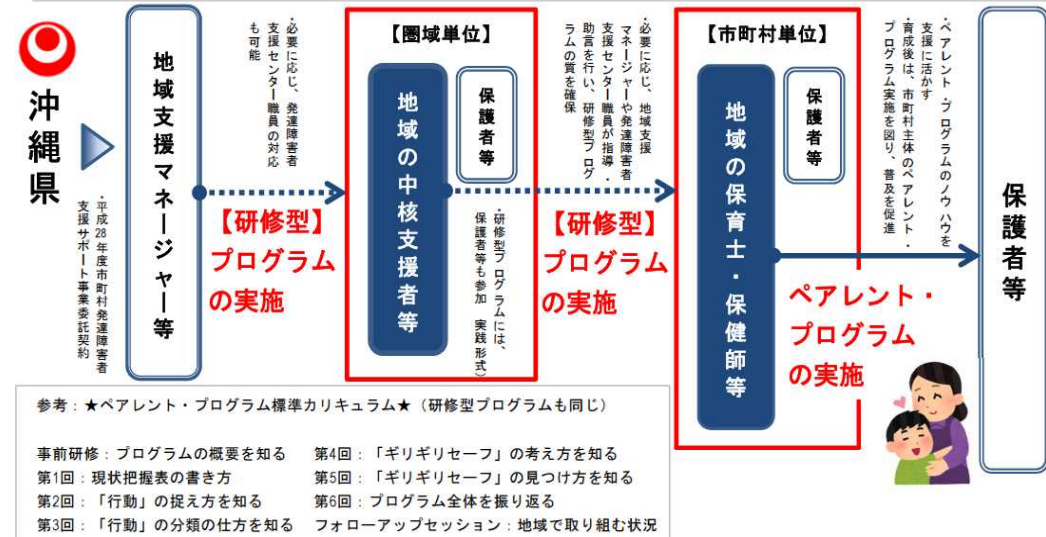 沖縄県
・平成28年度市町村発達障害者
支援サポート事業委託契約
地域支援マネージャー等
・必要に応じ、発達障害者
支援センター職員の対応
も可能
【研修型】
プログラム
の実施
【圏域単位】
地域の中核支援者等
保護者等
・研修型プログラムには、
保護者等も参加 実践形式)
・必要に応じ、地域支援
マネージャーや発達障害者
支援センター職員が指導・
助言を行い、研修型プログ
ラムの質を確保
【研修型】
プログラム
の実施
【市町村単位】
地域の保育士・保健師等
保護者等
・ペアレント・プログラムのノウハウを
支援に活かす
・育成後は、市町村主体のペアレント・
プログラム実施を図り、普及を促進
ペアレント・
プログラム
の実施
保護者等
参考：★ペアレント・プログラム標準カリキュラム★（研修型プログラムも同じ）
事前研修：プログラムの概要を知る
第1回：現状把握表の書き方
第2回：「行動」の捉え方を知る
第3回：「行動」の分類の仕方を知る
第4回：「ギリギリセーフ」の考え方を知る
第5回：「ギリギリセーフ」の見つけ方を知る
第6回：プログラム全体を振り返る
フォローアップセッション：地域で取り組む状況